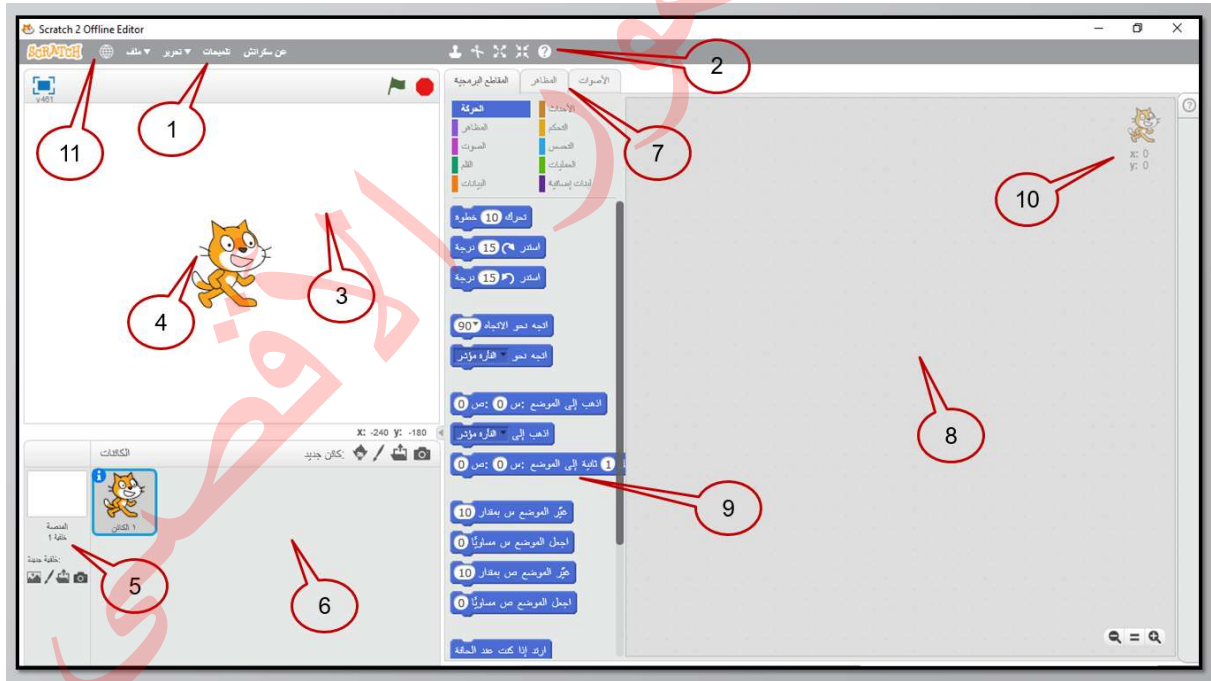 Scratch 2 Offline Editor
SCRATCH
ملف تحرير تلميحات عن سكراتش
v461
المقاطع البرمجية المظاهر الأصوات
الحركة الأحداث
المظاهر التحكم
الصوت التحسس
القلم العمليات
البيانات لبنات إضافية
تحرك 10 خطوة
استدر 15 درجة
استدر 15 درجة
اتجه نحو الاتجاه 90
اتجه نحو الفأرة مؤشر
اذهب إلى الموضع س: 0 ص: 0
اذهب إلى الفأرة مؤشر
1 ثانية إلى الموضع س: 0 ص: 0
غيّر الموضع س بمقدار 10
اجعل الموضع س مساويًا 0
غيّر الموضع ص بمقدار 10
اجعل الموضع ص مساويًا 0
ارتد إذا كنت عند الحافة
x: 0
y: 0
X: -240 y: -180
الكائنات كائن جديد:
الكائن ١
المنصة
خلفية 1
خلفية جديدة:
1
2
3
4
5
6
7
8
9
10
11